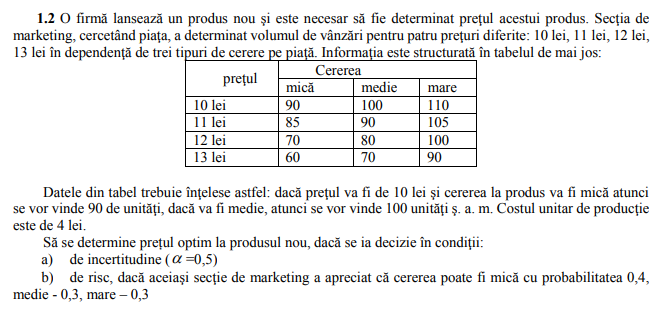 1.2 O firmă lansează un produs nou şi este necesar să fie determinat preţul acestui produs. Secţia de
marketing, cercetând piaţa, a determinat volumul de vânzări pentru patru preţuri diferite: 10 lei, 11 lei, 12 lei,
13 lei în dependenţă de trei tipuri de cerere pe piaţă. Informaţia este structurată în tabelul de mai jos:
preţul Cererea
mică medie mare
10 lei 90 100 110
11 lei 85 90 105
12 lei 70 80 100
13 lei 60 70 90
Datele din tabel trebuie înţelese astfel: dacă preţul va fi de 10 lei şi cererea la produs va fi mică atunci
se vor vinde 90 de unităţi, dacă va fi medie, atunci se vor vinde 100 unităţi ş. a. m. Costul unitar de producţie
este de 4 lei.
Să se determine preţul optim la produsul nou, dacă se ia decizie în condiţii:
a) de incertitudine (α=0,5)
b) de risc, dacă aceiaşi secţie de marketing a apreciat că cererea poate fi mică cu probabilitatea 0,4,
medie - 0,3, mare – 0,3